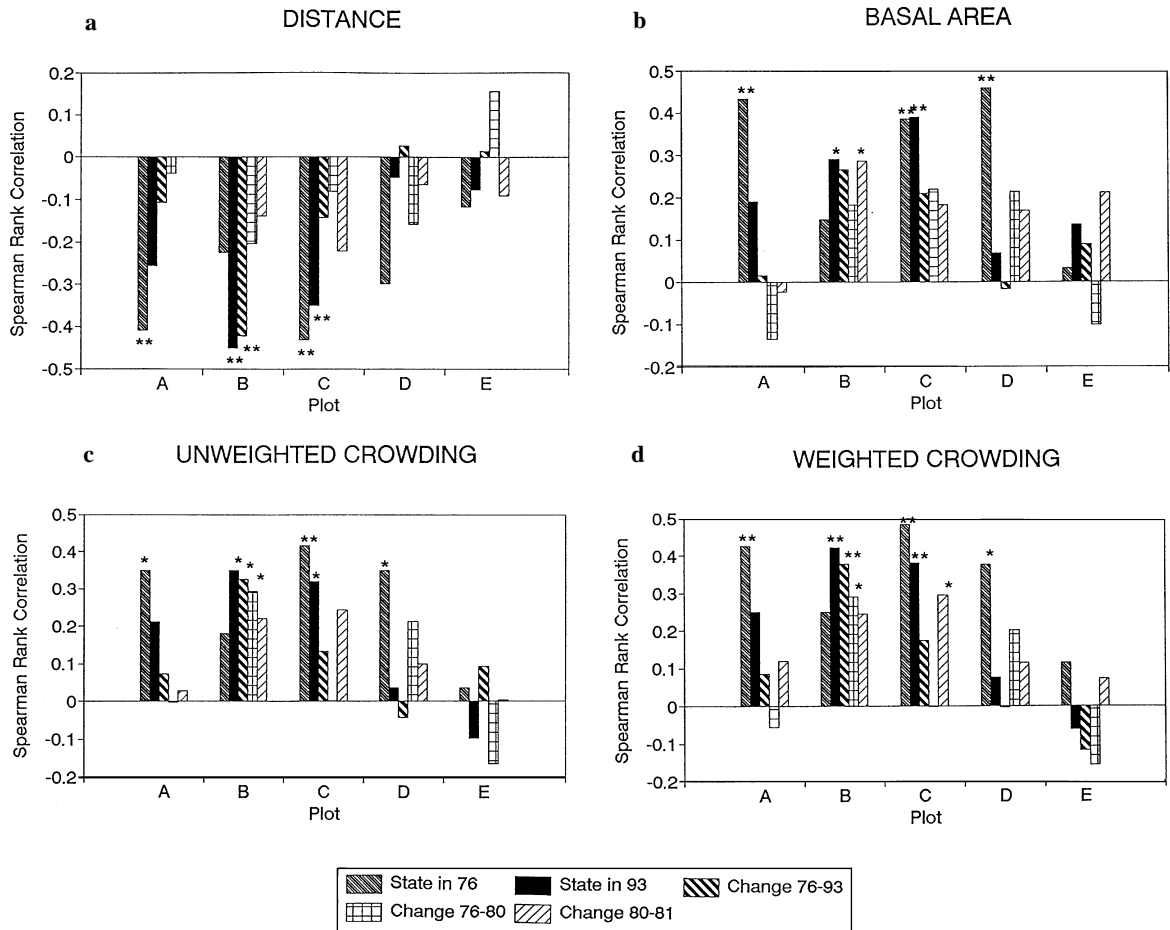 a DISTANCE
Spearman Rank Correlation
0.2
0.1
0
-0.1
-0.2
-0.3
-0.4
-0.5
** ** ** ** **
A B C D E
Plot
b BASAL AREA
Spearman Rank Correlation
0.5
0.4
0.3
0.2
0.1
0
-0.1
-0.2
** * * ** ** **
A B C D E
Plot
c UNWEIGHTED CROWDING
Spearman Rank Correlation
0.5
0.4
0.3
0.2
0.1
0
-0.1
-0.2
* * * * ** * *
A B C D E
Plot
d WEIGHTED CROWDING
Spearman Rank Correlation
0.5
0.4
0.3
0.2
0.1
0
-0.1
-0.2
** ** ** * ** ** * *
A B C D E
Plot
State in 76 State in 93 Change 76-93
Change 76-80 Change 80-81